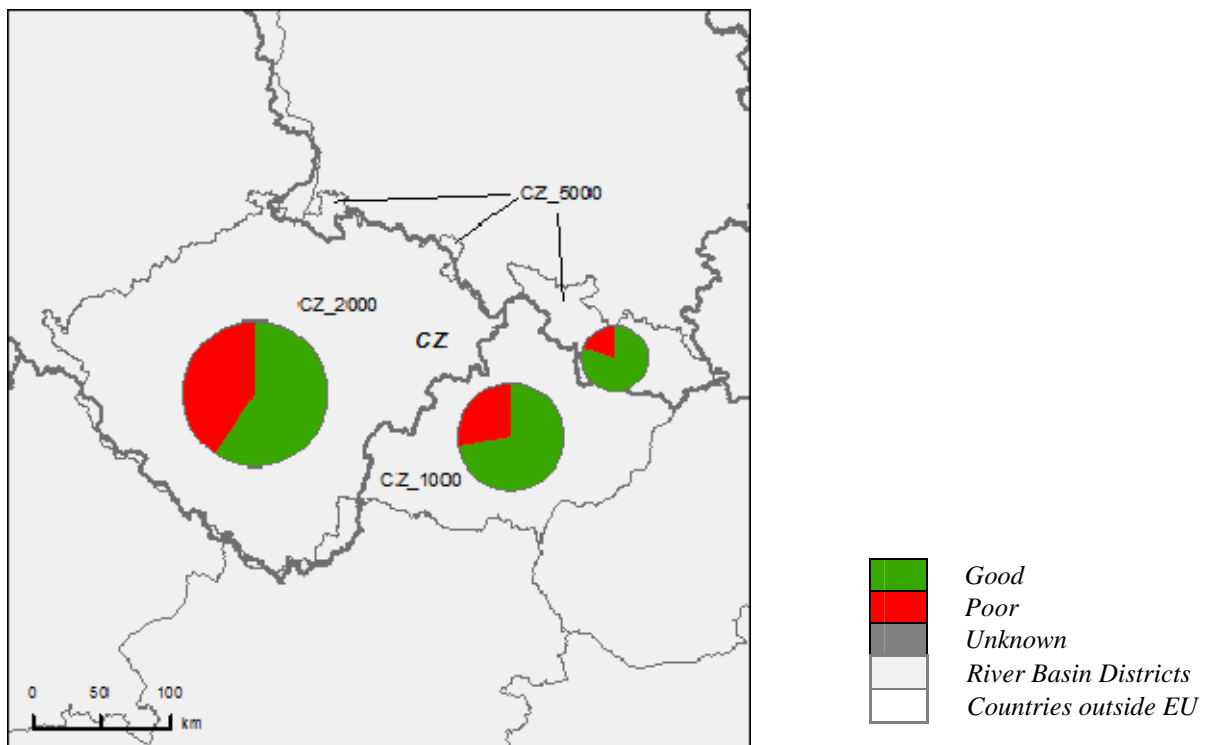 CZ_5000
CZ_2000
CZ
CZ_1000
0 50 100
km
Good
Poor
Unknown
River Basin Districts
Countries outside EU